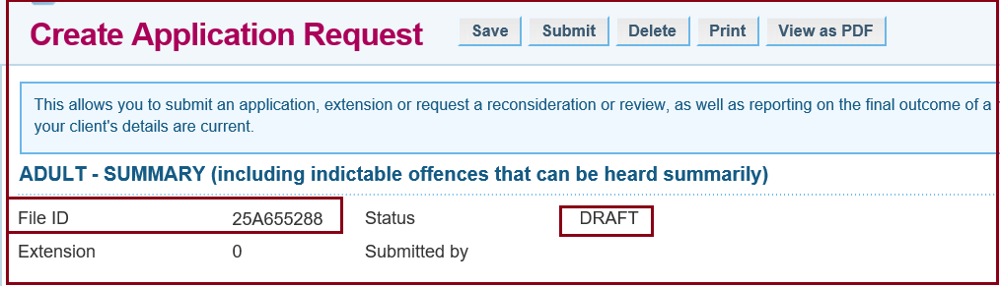 Create Application Request Save Submit Delete Print View as PDF
This allows you to submit an application, extension or request a reconsideration or review, as well as reporting on the final outcome of a
your client's details are current.
ADULT - SUMMARY (including indictable offences that can be heard summarily)
File ID 25A655288 Status DRAFT
Extension 0 Submitted by